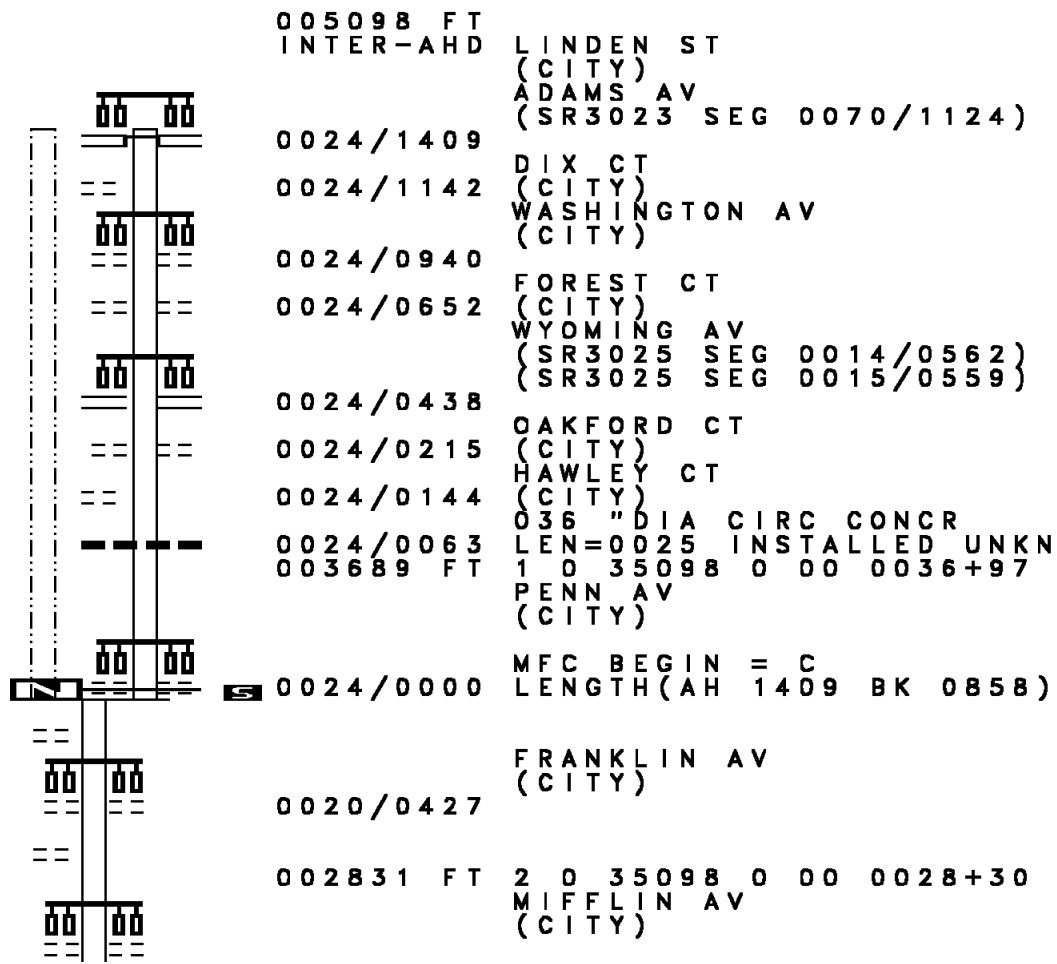 005098 FT
INTER-AHD LINDEN ST
(CITY)
ADAMS AV
(SR3023 SEG 0070/1124)
0024/1409
DIX CT
0024/1142 (CITY)
WASHINGTON AV
(CITY)
0024/0940
FOREST CT
0024/0652 (CITY)
WYOMING AV
(SR3025 SEG 0014/0562)
(SR3025 SEG 0015/0559)
0024/0438
OAKFORD CT
0024/0215 (CITY)
HAWLEY CT
0024/0144 (CITY)
036 "DIA CIRC CONCR
0024/0063 LEN=0025 INSTALLED UNKN
003689 FT 1 0 35098 0 00 0036+97
PENN AV
(CITY)
MFC BEGIN = C
N S 0024/0000 LENGTH(AH 1409 BK 0858)
FRANKLIN AV
(CITY)
0020/0427
002831 FT 2 0 35098 0 00 0028+30
MIFFLIN AV
(CITY)